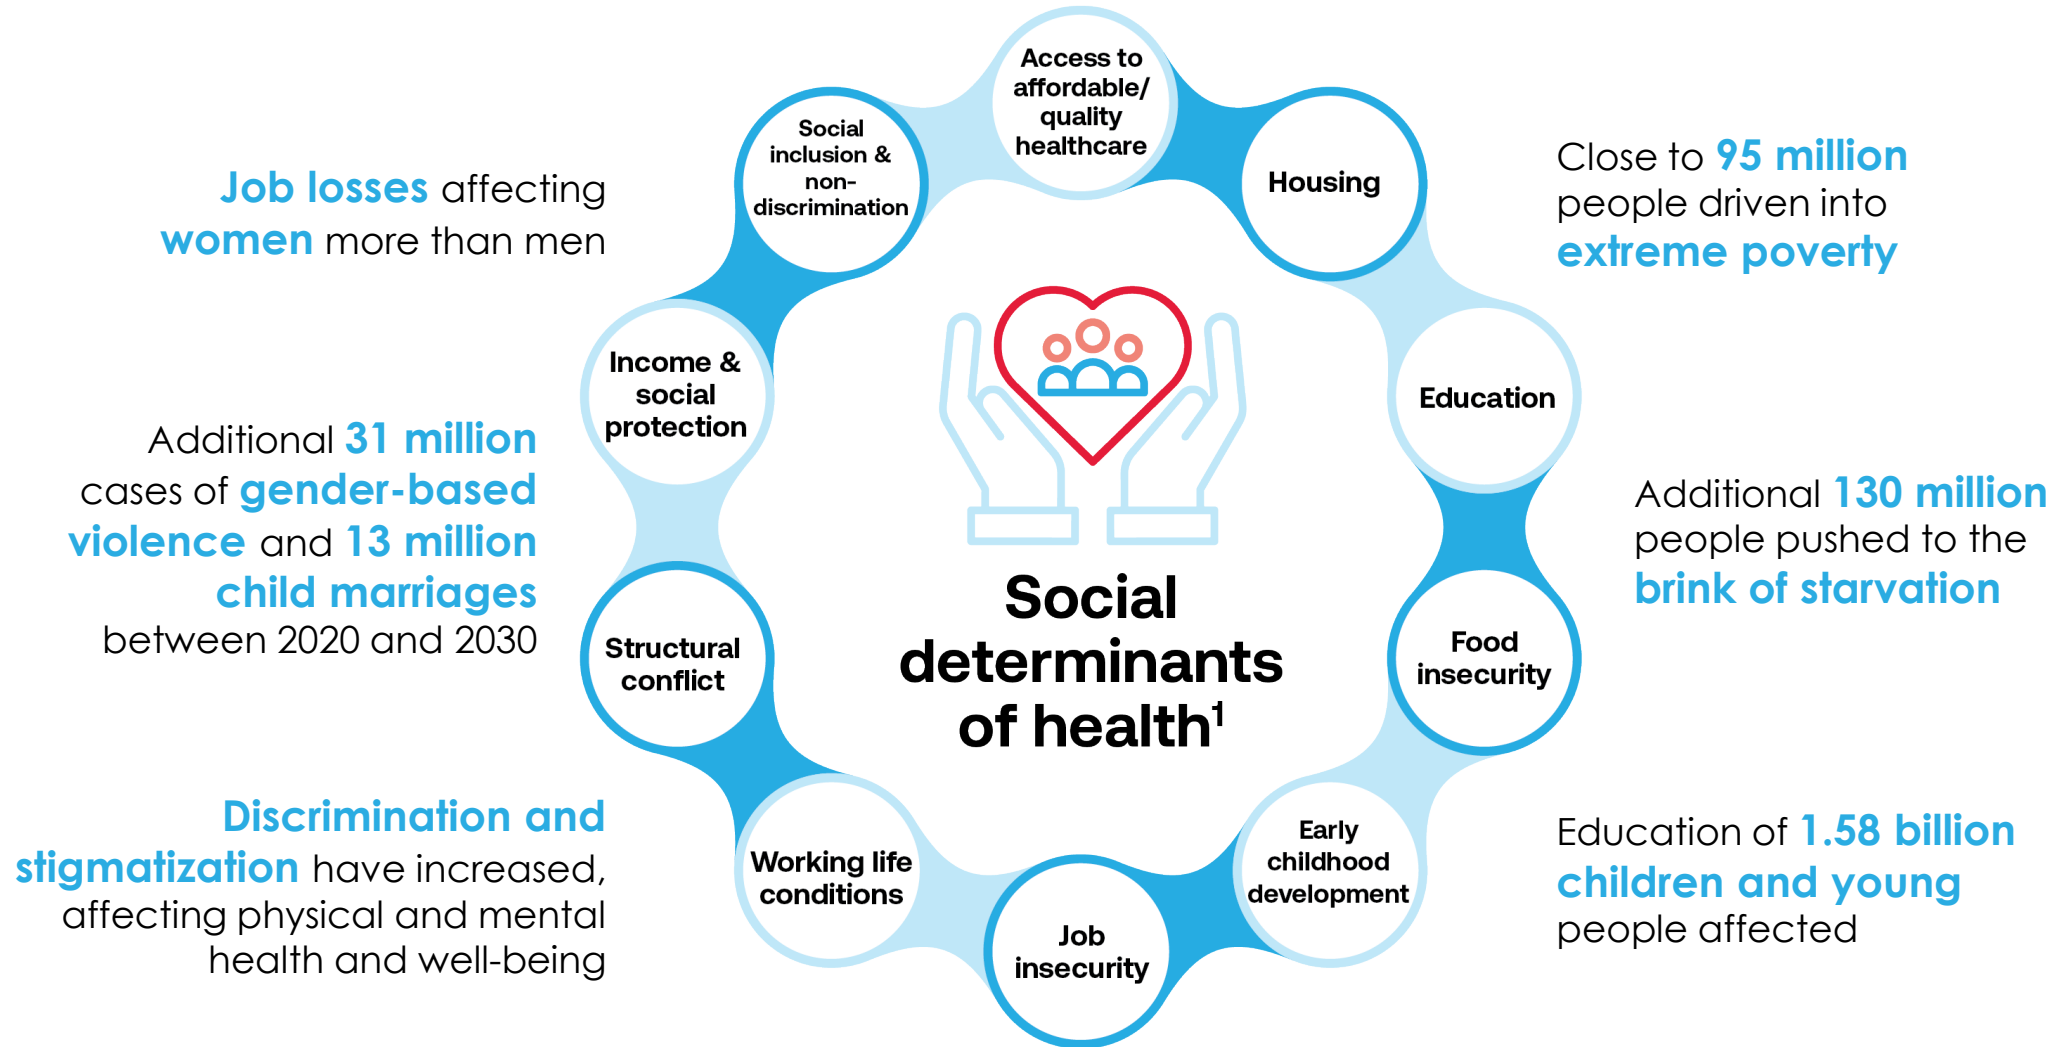 Access to
affordable/
quality
healthcare
Housing
Education
Food
insecurity
Early
childhood
development
Job
insecurity
Working life
conditions
Structural
conflict
Income &
social
protection
Social
inclusion &
non-
discrimination
Social
determinants
of health¹
Job losses affecting
women more than men
Additional 31 million
cases of gender-based
violence and 13 million
child marriages
between 2020 and 2030
Discrimination and
stigmatization have increased,
affecting physical and mental
health and well-being
Close to 95 million
people driven into
extreme poverty
Additional 130 million
people pushed to the
brink of starvation
Education of 1.58 billion
children and young
people affected